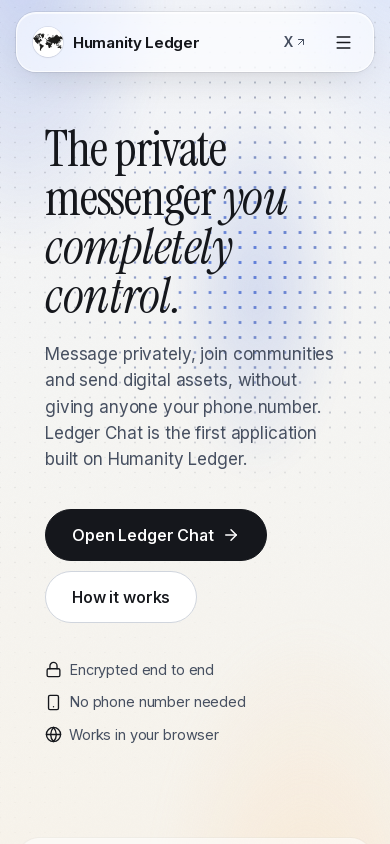 Humanity Ledger
X
The private
messenger you
completely
control.
Message privately, join communities
and send digital assets, without
giving anyone your phone number.
Ledger Chat is the first application
built on Humanity Ledger.
Open Ledger Chat
How it works
Encrypted end to end
No phone number needed
Works in your browser